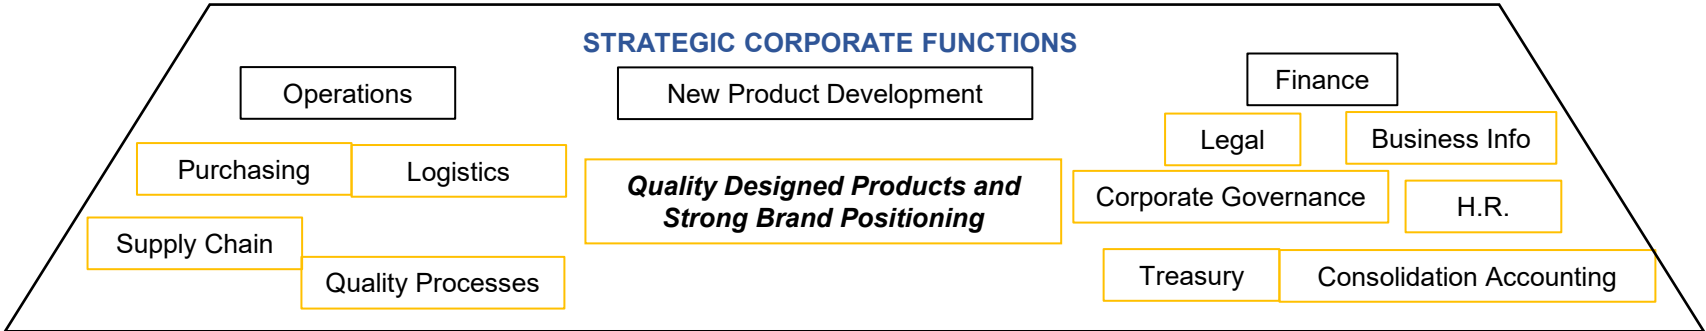 STRATEGIC CORPORATE FUNCTIONS
Operations
New Product Development
Finance
Purchasing
Logistics
Supply Chain
Quality Processes
Quality Designed Products and
Strong Brand Positioning
Legal
Business Info
Corporate Governance
H.R.
Treasury
Consolidation Accounting